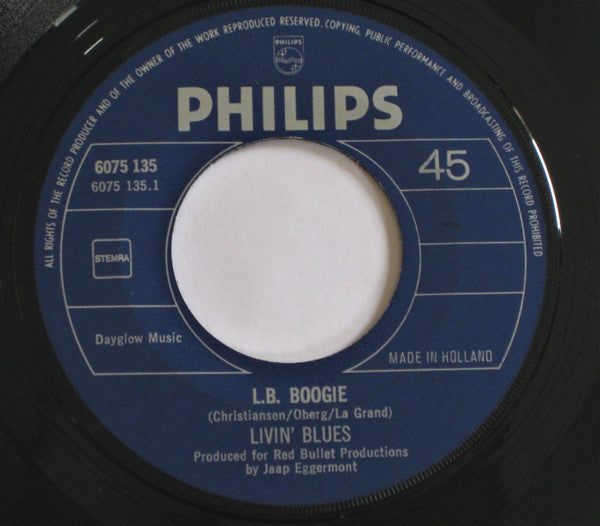 ALL RIGHTS OF THE RECORD PRODUCER AND OF THE OWNER OF THE WORK REPRODUCED RESERVED. COPYING, PUBLIC PERFORMANCE AND BROADCASTING OF THIS RECORD PROHIBITED
PHILIPS
PHILIPS
6075 135
6075 135.1
45
STEMRA
Dayglow Music
MADE IN HOLLAND
L.B. BOOGIE
(Christiansen/Oberg/La Grand)
LIVIN' BLUES
Produced for Red Bullet Productions
by Jaap Eggermont